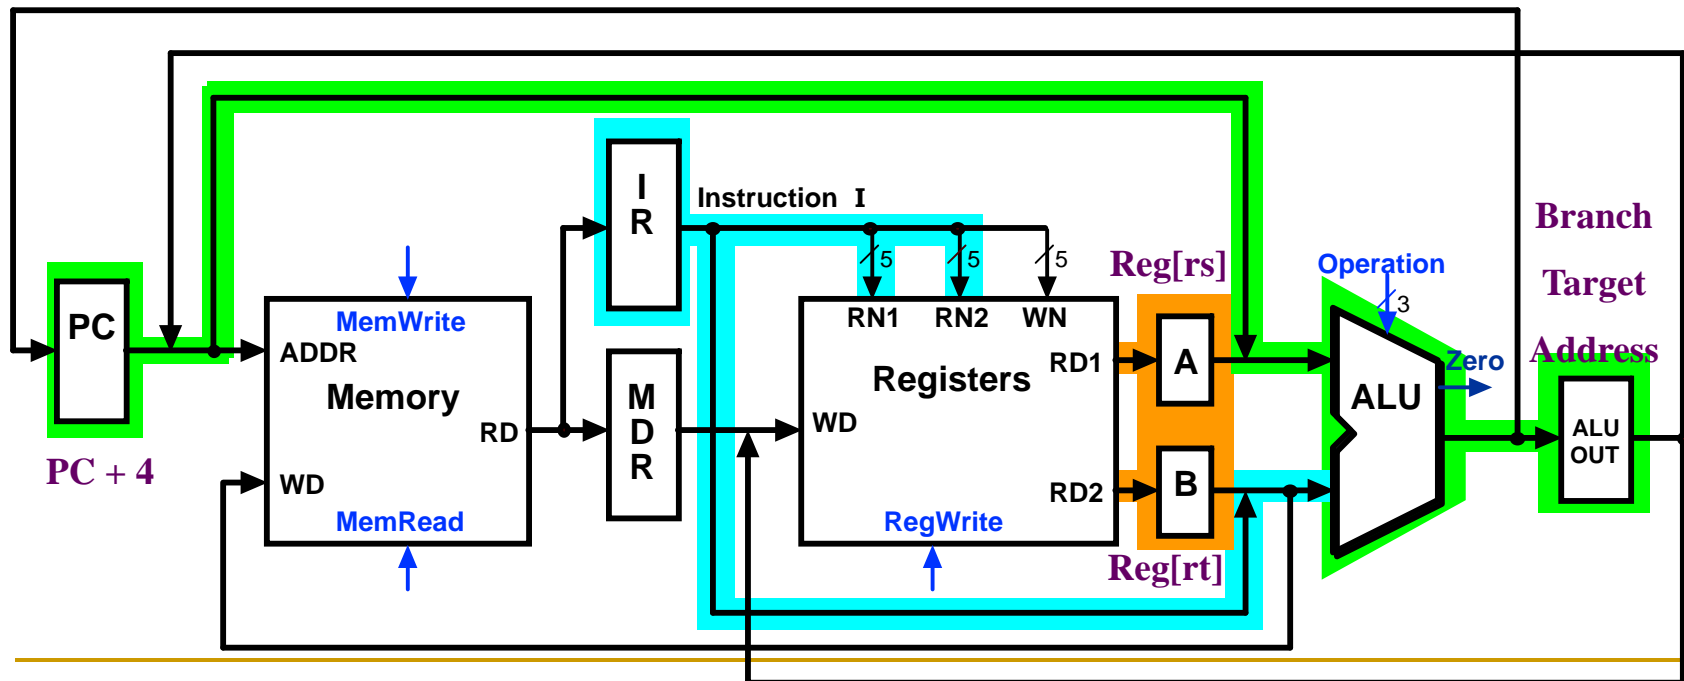 I
R
Instruction I
5
5
5
Reg[rs]
Operation
3
Branch
Target
Address
PC
PC + 4
MemWrite
ADDR
Memory
RD
WD
MemRead
M
D
R
RN1
RN2
WN
RD1
Registers
WD
RD2
RegWrite
A
B
Reg[rt]
ALU
Zero
ALU
OUT